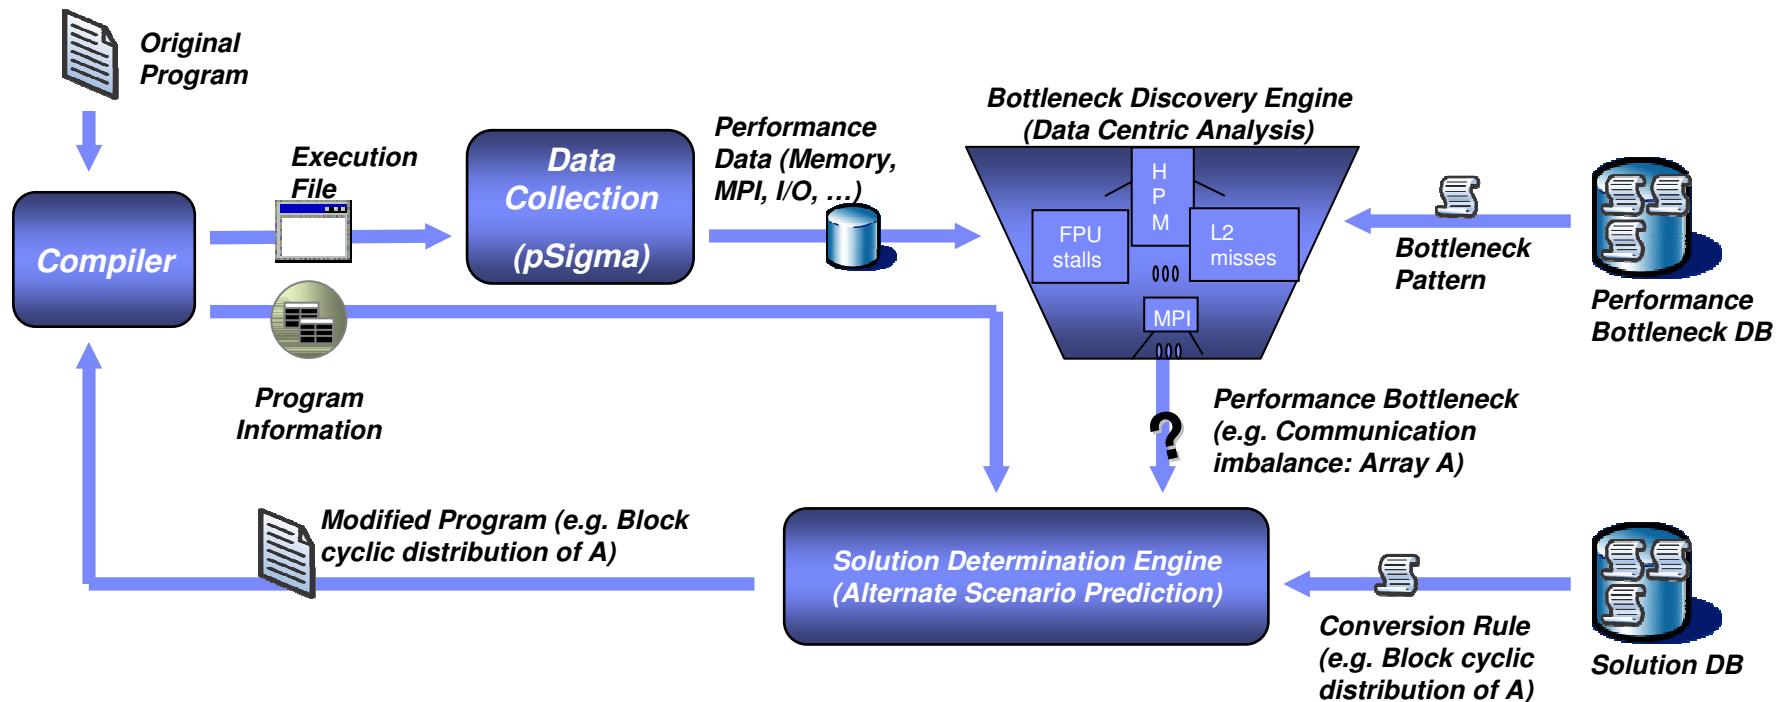 Original
Program
Bottleneck Discovery Engine
(Data Centric Analysis)
Execution
File
Data
Collection
(pSigma)
Performance
Data (Memory,
MPI, I/O, …)
H
P
M
FPU
stalls
L2
misses
MPI
Bottleneck
Pattern
Performance
Bottleneck DB
Compiler
Program
Information
Performance Bottleneck
(e.g. Communication
imbalance: Array A)
?
Modified Program (e.g. Block
cyclic distribution of A)
Solution Determination Engine
(Alternate Scenario Prediction)
Conversion Rule
(e.g. Block cyclic
distribution of A)
Solution DB